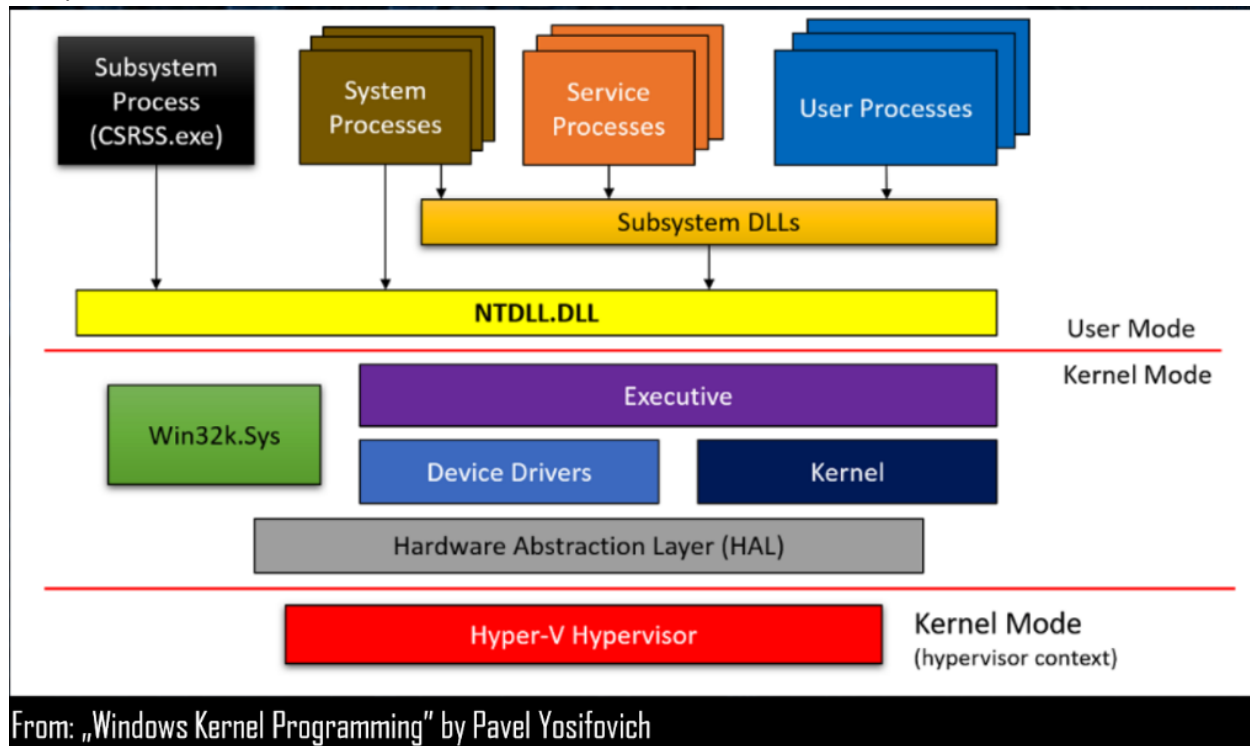 Subsystem
Process
(CSRSS.exe)
System
Processes
Service
Processes
User Processes
Subsystem DLLs
NTDLL.DLL
User Mode
Kernel Mode
Executive
Win32k.Sys
Device Drivers
Kernel
Hardware Abstraction Layer (HAL)
Hyper-V Hypervisor
Kernel Mode
(hypervisor context)
From: „Windows Kernel Programming” by Pavel Yosifovich